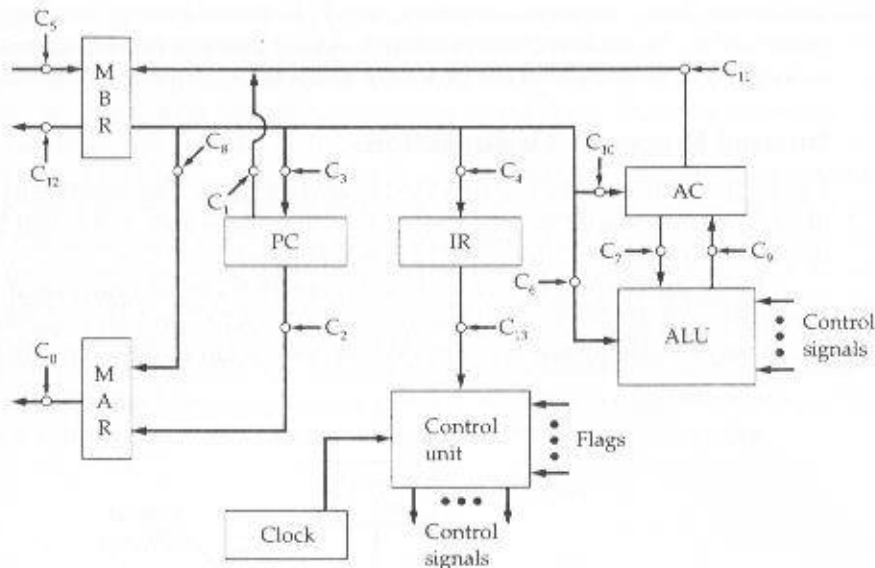 C5
M
B
R
C11
C12
C8
C1
C3
C4
C10
AC
PC
IR
C7
C9
C6
C2
C13
ALU
Control
signals
C0
M
A
R
Control
unit
Flags
Clock
Control
signals